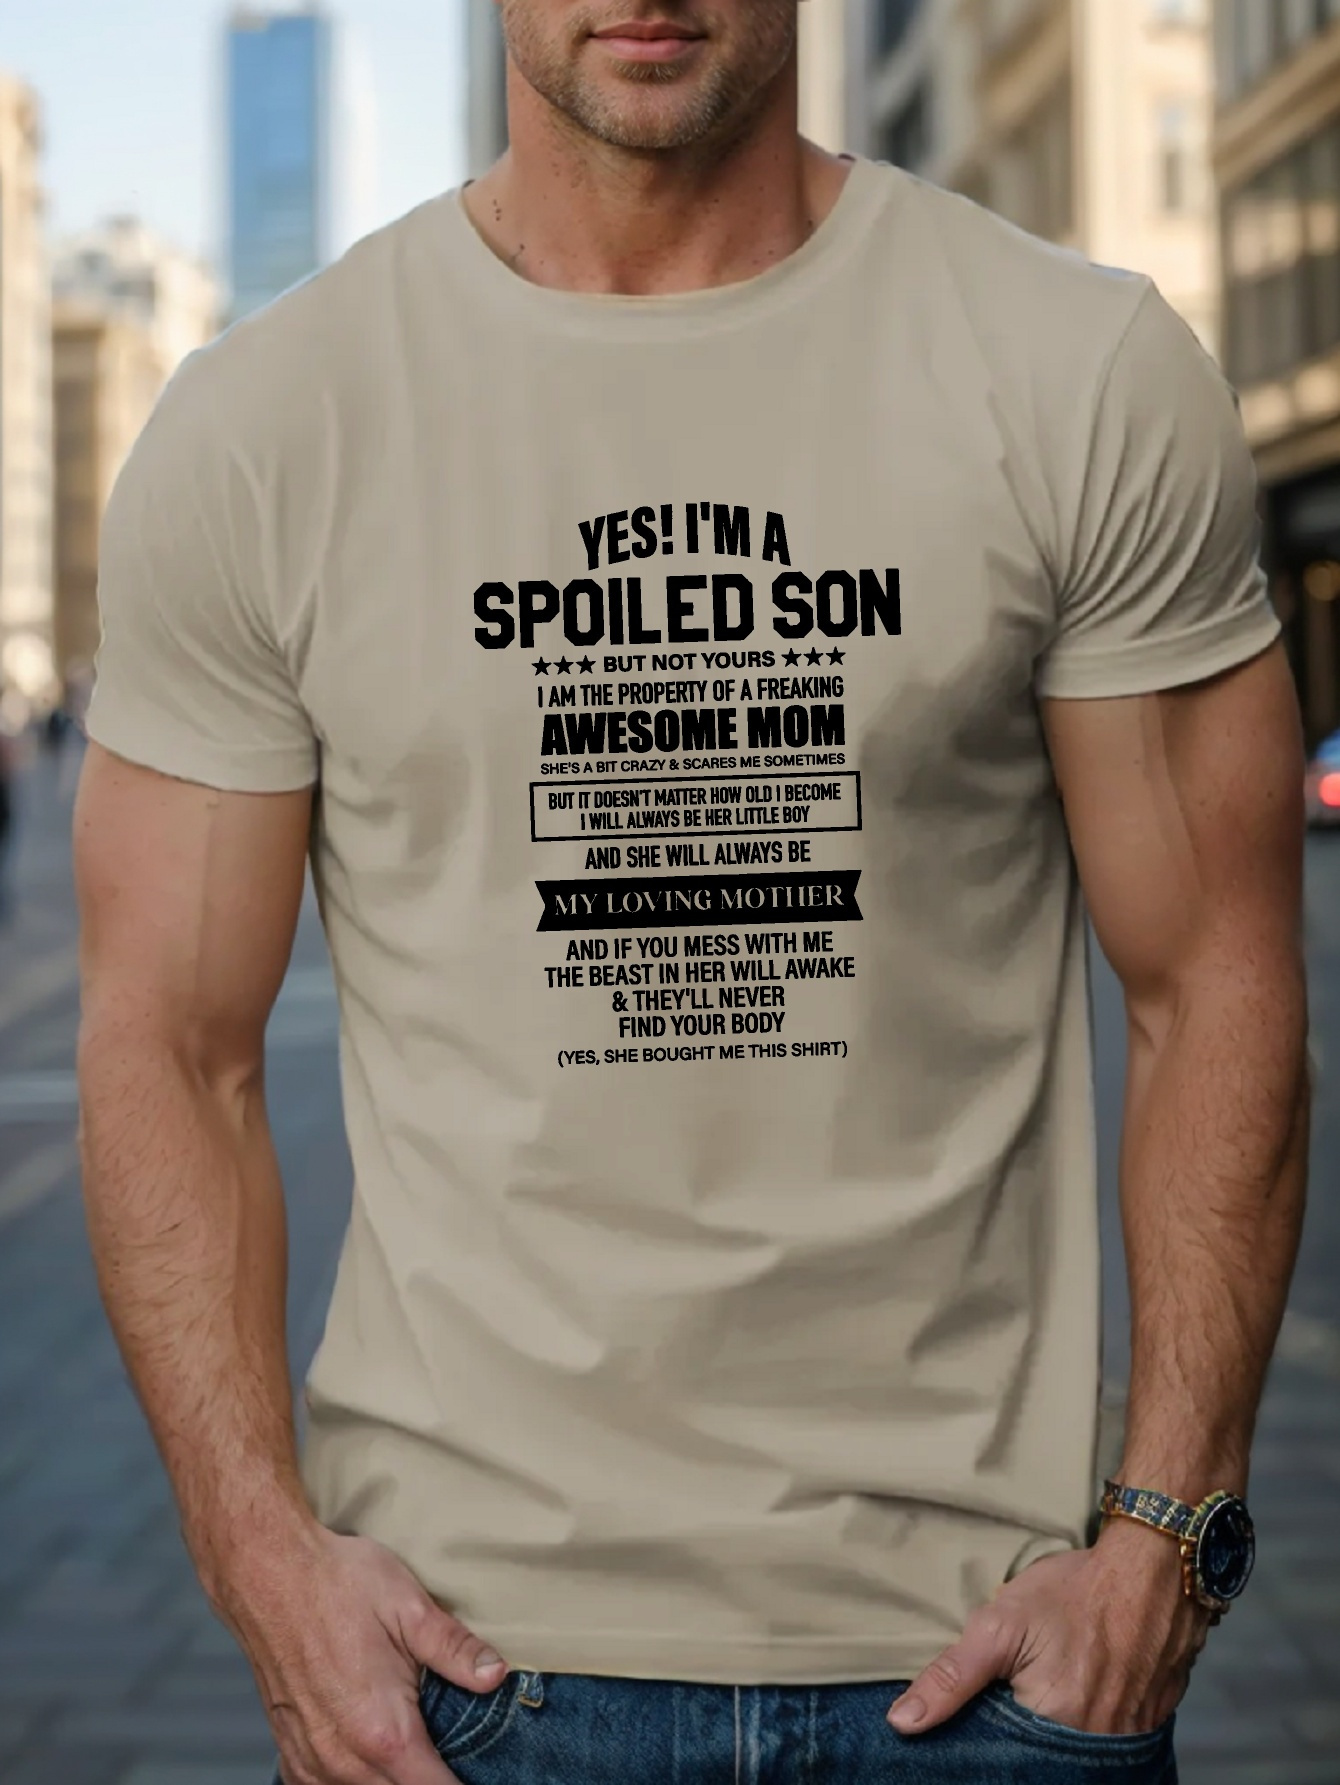 YES! I'M A
SPOILED SON
★★★ BUT NOT YOURS ★★★
I AM THE PROPERTY OF A FREAKING
AWESOME MOM
SHE'S A BIT CRAZY & SCARES ME SOMETIMES
BUT IT DOESN'T MATTER HOW OLD I BECOME
I WILL ALWAYS BE HER LITTLE BOY
AND SHE WILL ALWAYS BE
MY LOVING MOTHER
AND IF YOU MESS WITH ME
THE BEAST IN HER WILL AWAKE
& THEY'LL NEVER
FIND YOUR BODY
(YES, SHE BOUGHT ME THIS SHIRT)